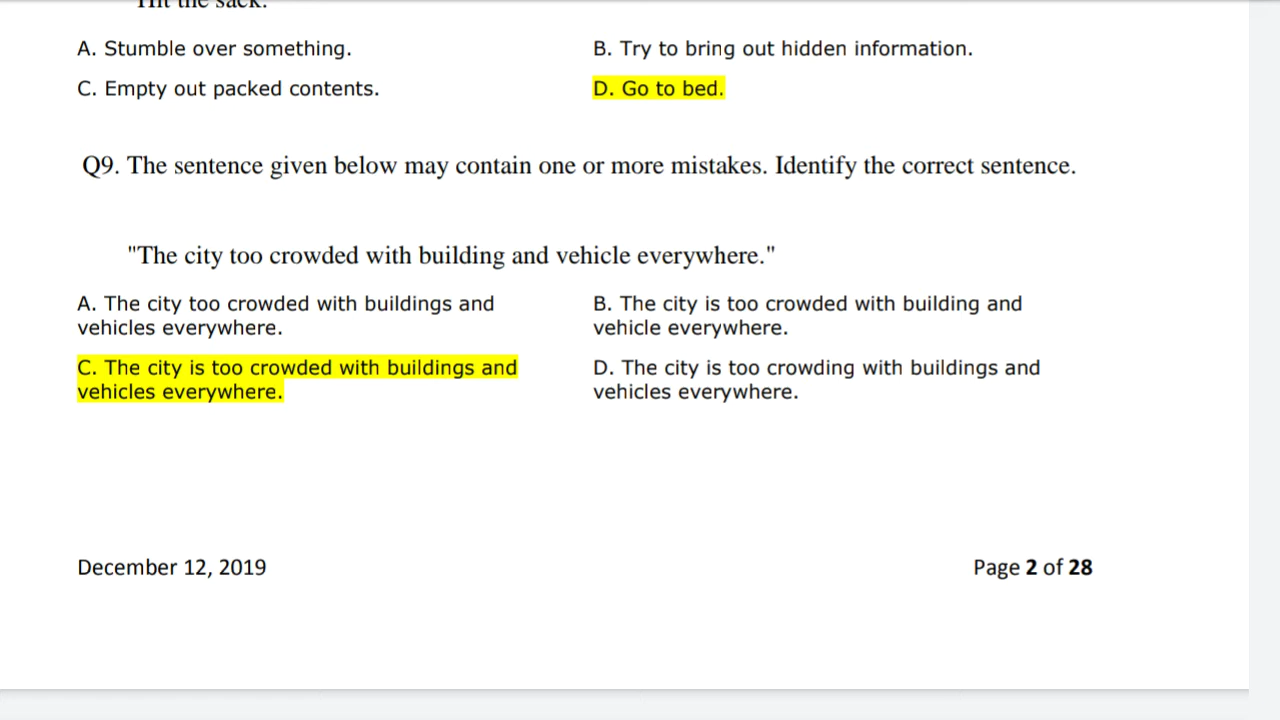 Hit the sack.
A. Stumble over something.
B. Try to bring out hidden information.
C. Empty out packed contents.
D. Go to bed.
Q9. The sentence given below may contain one or more mistakes. Identify the correct sentence.
"The city too crowded with building and vehicle everywhere."
A. The city too crowded with buildings and
vehicles everywhere.
B. The city is too crowded with building and
vehicle everywhere.
C. The city is too crowded with buildings and
vehicles everywhere.
D. The city is too crowding with buildings and
vehicles everywhere.
December 12, 2019
Page 2 of 28